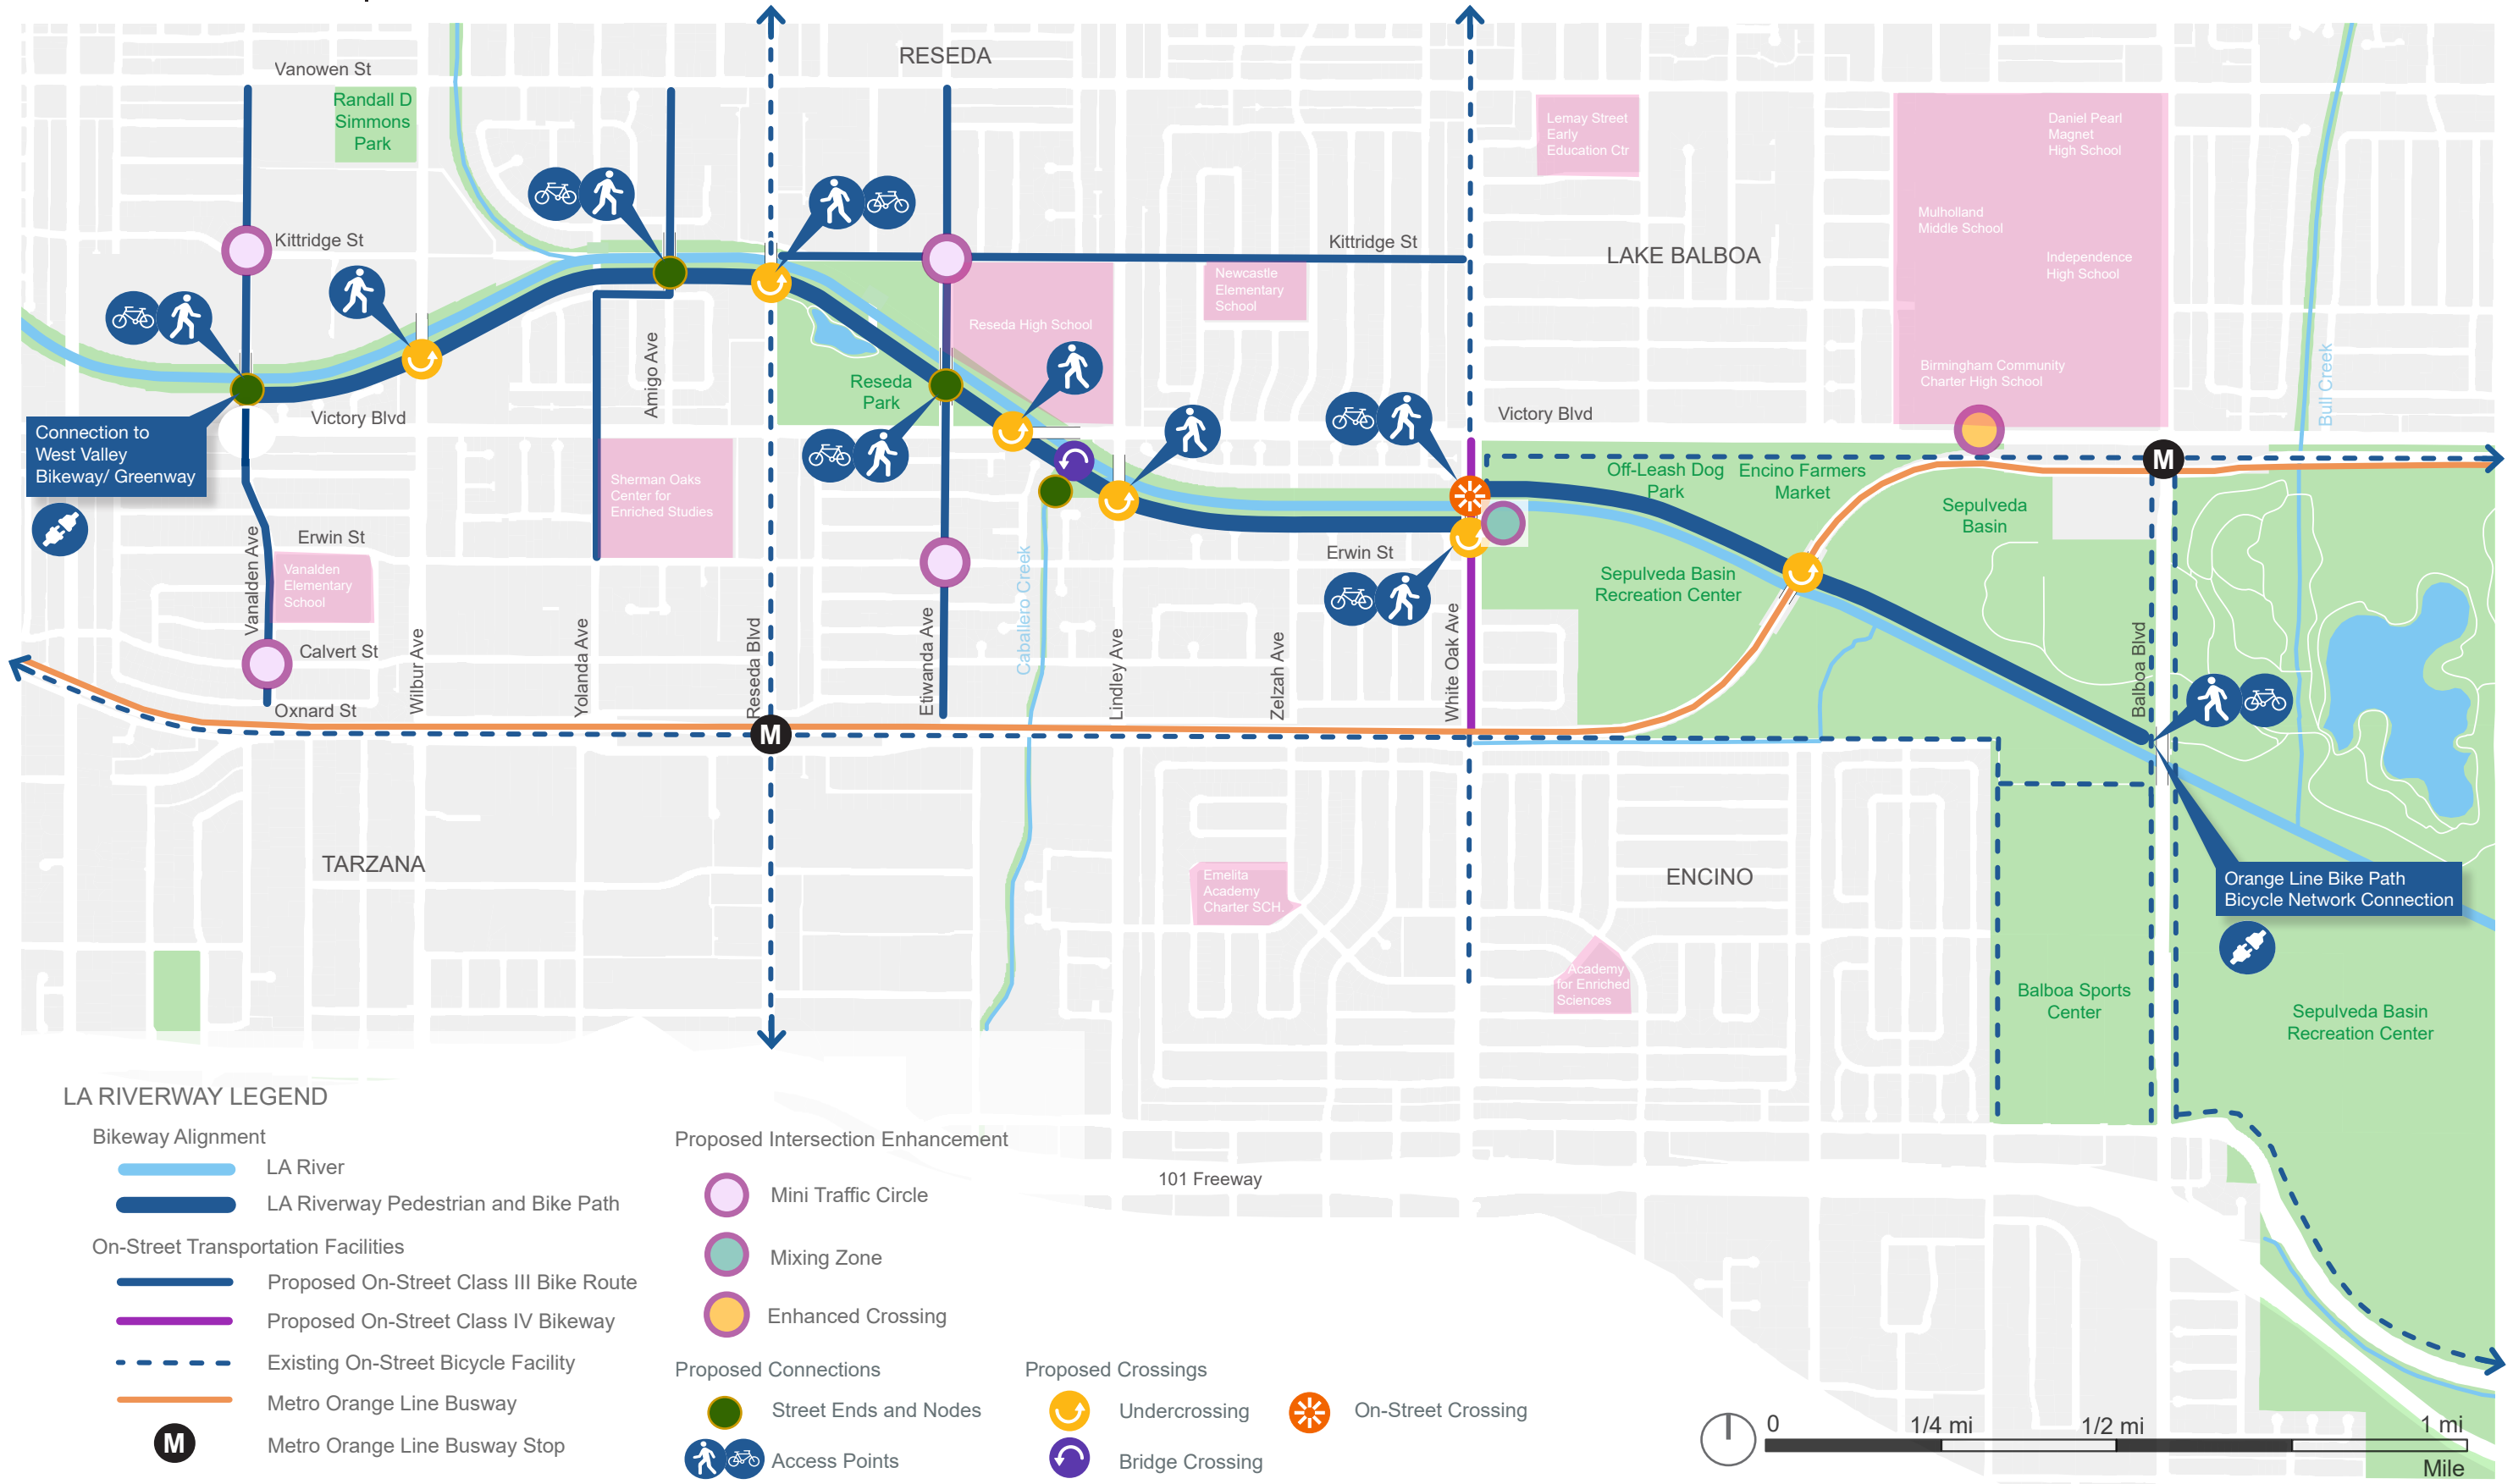 RESEDA
Vanowen St
Randall D
Simmons
Park
Lemay Street
Early
Education Ctr
Daniel Pearl
Magnet
High School
Mulholland
Middle School
Independence
High School
Birmingham Community
Charter High School
Kittridge St
Kittridge St
LAKE BALBOA
Newcastle
Elementary
School
Reseda High School
Bull Creek
Amigo Ave
Reseda
Park
Victory Blvd
Victory Blvd
Connection to
West Valley
Bikeway/ Greenway
M
Off-Leash Dog
Park
Encino Farmers
Market
Sepulveda
Basin
Sherman Oaks
Center for
Enriched Studies
Erwin St
Erwin St
Vanalden
Elementary
School
Vanalden Ave
Caballero Creek
Sepulveda Basin
Recreation Center
Calvert St
Oxnard St
Wilbur Ave
Yolanda Ave
Reseda Blvd
Etiwanda Ave
Lindley Ave
Zelzah Ave
White Oak Ave
Balboa Blvd
M
TARZANA
Emelita
Academy
Charter SCH.
ENCINO
Orange Line Bike Path
Bicycle Network Connection
Academy
for Enriched
Sciences
Balboa Sports
Center
Sepulveda Basin
Recreation Center
101 Freeway
LA RIVERWAY LEGEND
Bikeway Alignment
LA River
LA Riverway Pedestrian and Bike Path
On-Street Transportation Facilities
Proposed On-Street Class III Bike Route
Proposed On-Street Class IV Bikeway
Existing On-Street Bicycle Facility
Metro Orange Line Busway
M
Metro Orange Line Busway Stop
Proposed Intersection Enhancement
Mini Traffic Circle
Mixing Zone
Enhanced Crossing
Proposed Connections
Street Ends and Nodes
Access Points
Proposed Crossings
Undercrossing
On-Street Crossing
Bridge Crossing
0
1/4 mi
1/2 mi
1 mi
Mile